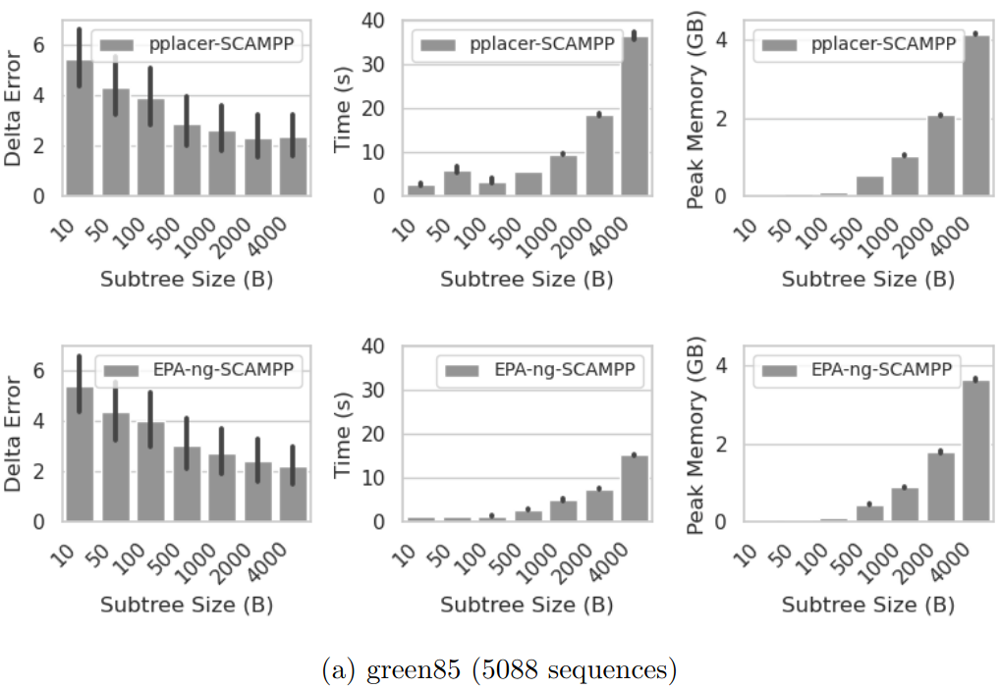 pplacer-SCAMPP
Delta Error
6
4
2
0
10 50 100 500 1000 2000 4000
Subtree Size (B)
pplacer-SCAMPP
Time (s)
40
30
20
10
0
10 50 100 500 1000 2000 4000
Subtree Size (B)
pplacer-SCAMPP
Peak Memory (GB)
4
2
0
10 50 100 500 1000 2000 4000
Subtree Size (B)
EPA-ng-SCAMPP
Delta Error
6
4
2
0
10 50 100 500 1000 2000 4000
Subtree Size (B)
EPA-ng-SCAMPP
Time (s)
40
30
20
10
0
10 50 100 500 1000 2000 4000
Subtree Size (B)
EPA-ng-SCAMPP
Peak Memory (GB)
4
2
0
10 50 100 500 1000 2000 4000
Subtree Size (B)
(a) green85 (5088 sequences)